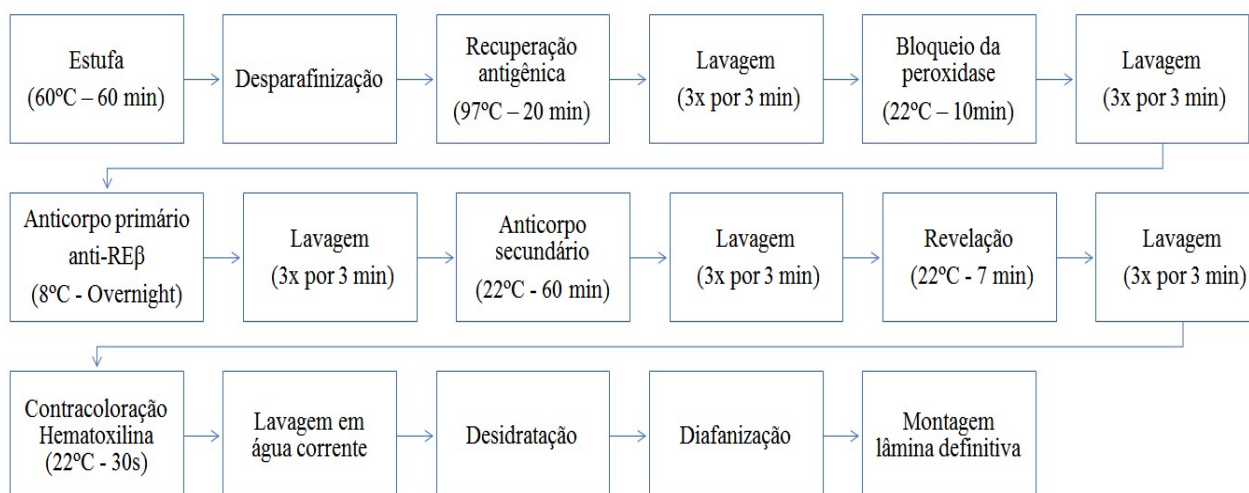 Estufa
(60ºC – 60 min)
Desparafinização
Recuperação
antigênica
(97ºC – 20 min)
Lavagem
(3x por 3 min)
Bloqueio da
peroxidase
(22ºC – 10min)
Lavagem
(3x por 3 min)
Anticorpo primário
anti-REβ
(8ºC - Overnight)
Lavagem
(3x por 3 min)
Anticorpo
secundário
(22ºC - 60 min)
Lavagem
(3x por 3 min)
Revelação
(22ºC - 7 min)
Lavagem
(3x por 3 min)
Contracoloração
Hematoxilina
(22ºC - 30s)
Lavagem em
água corrente
Desidratação
Diafanização
Montagem
lâmina definitiva